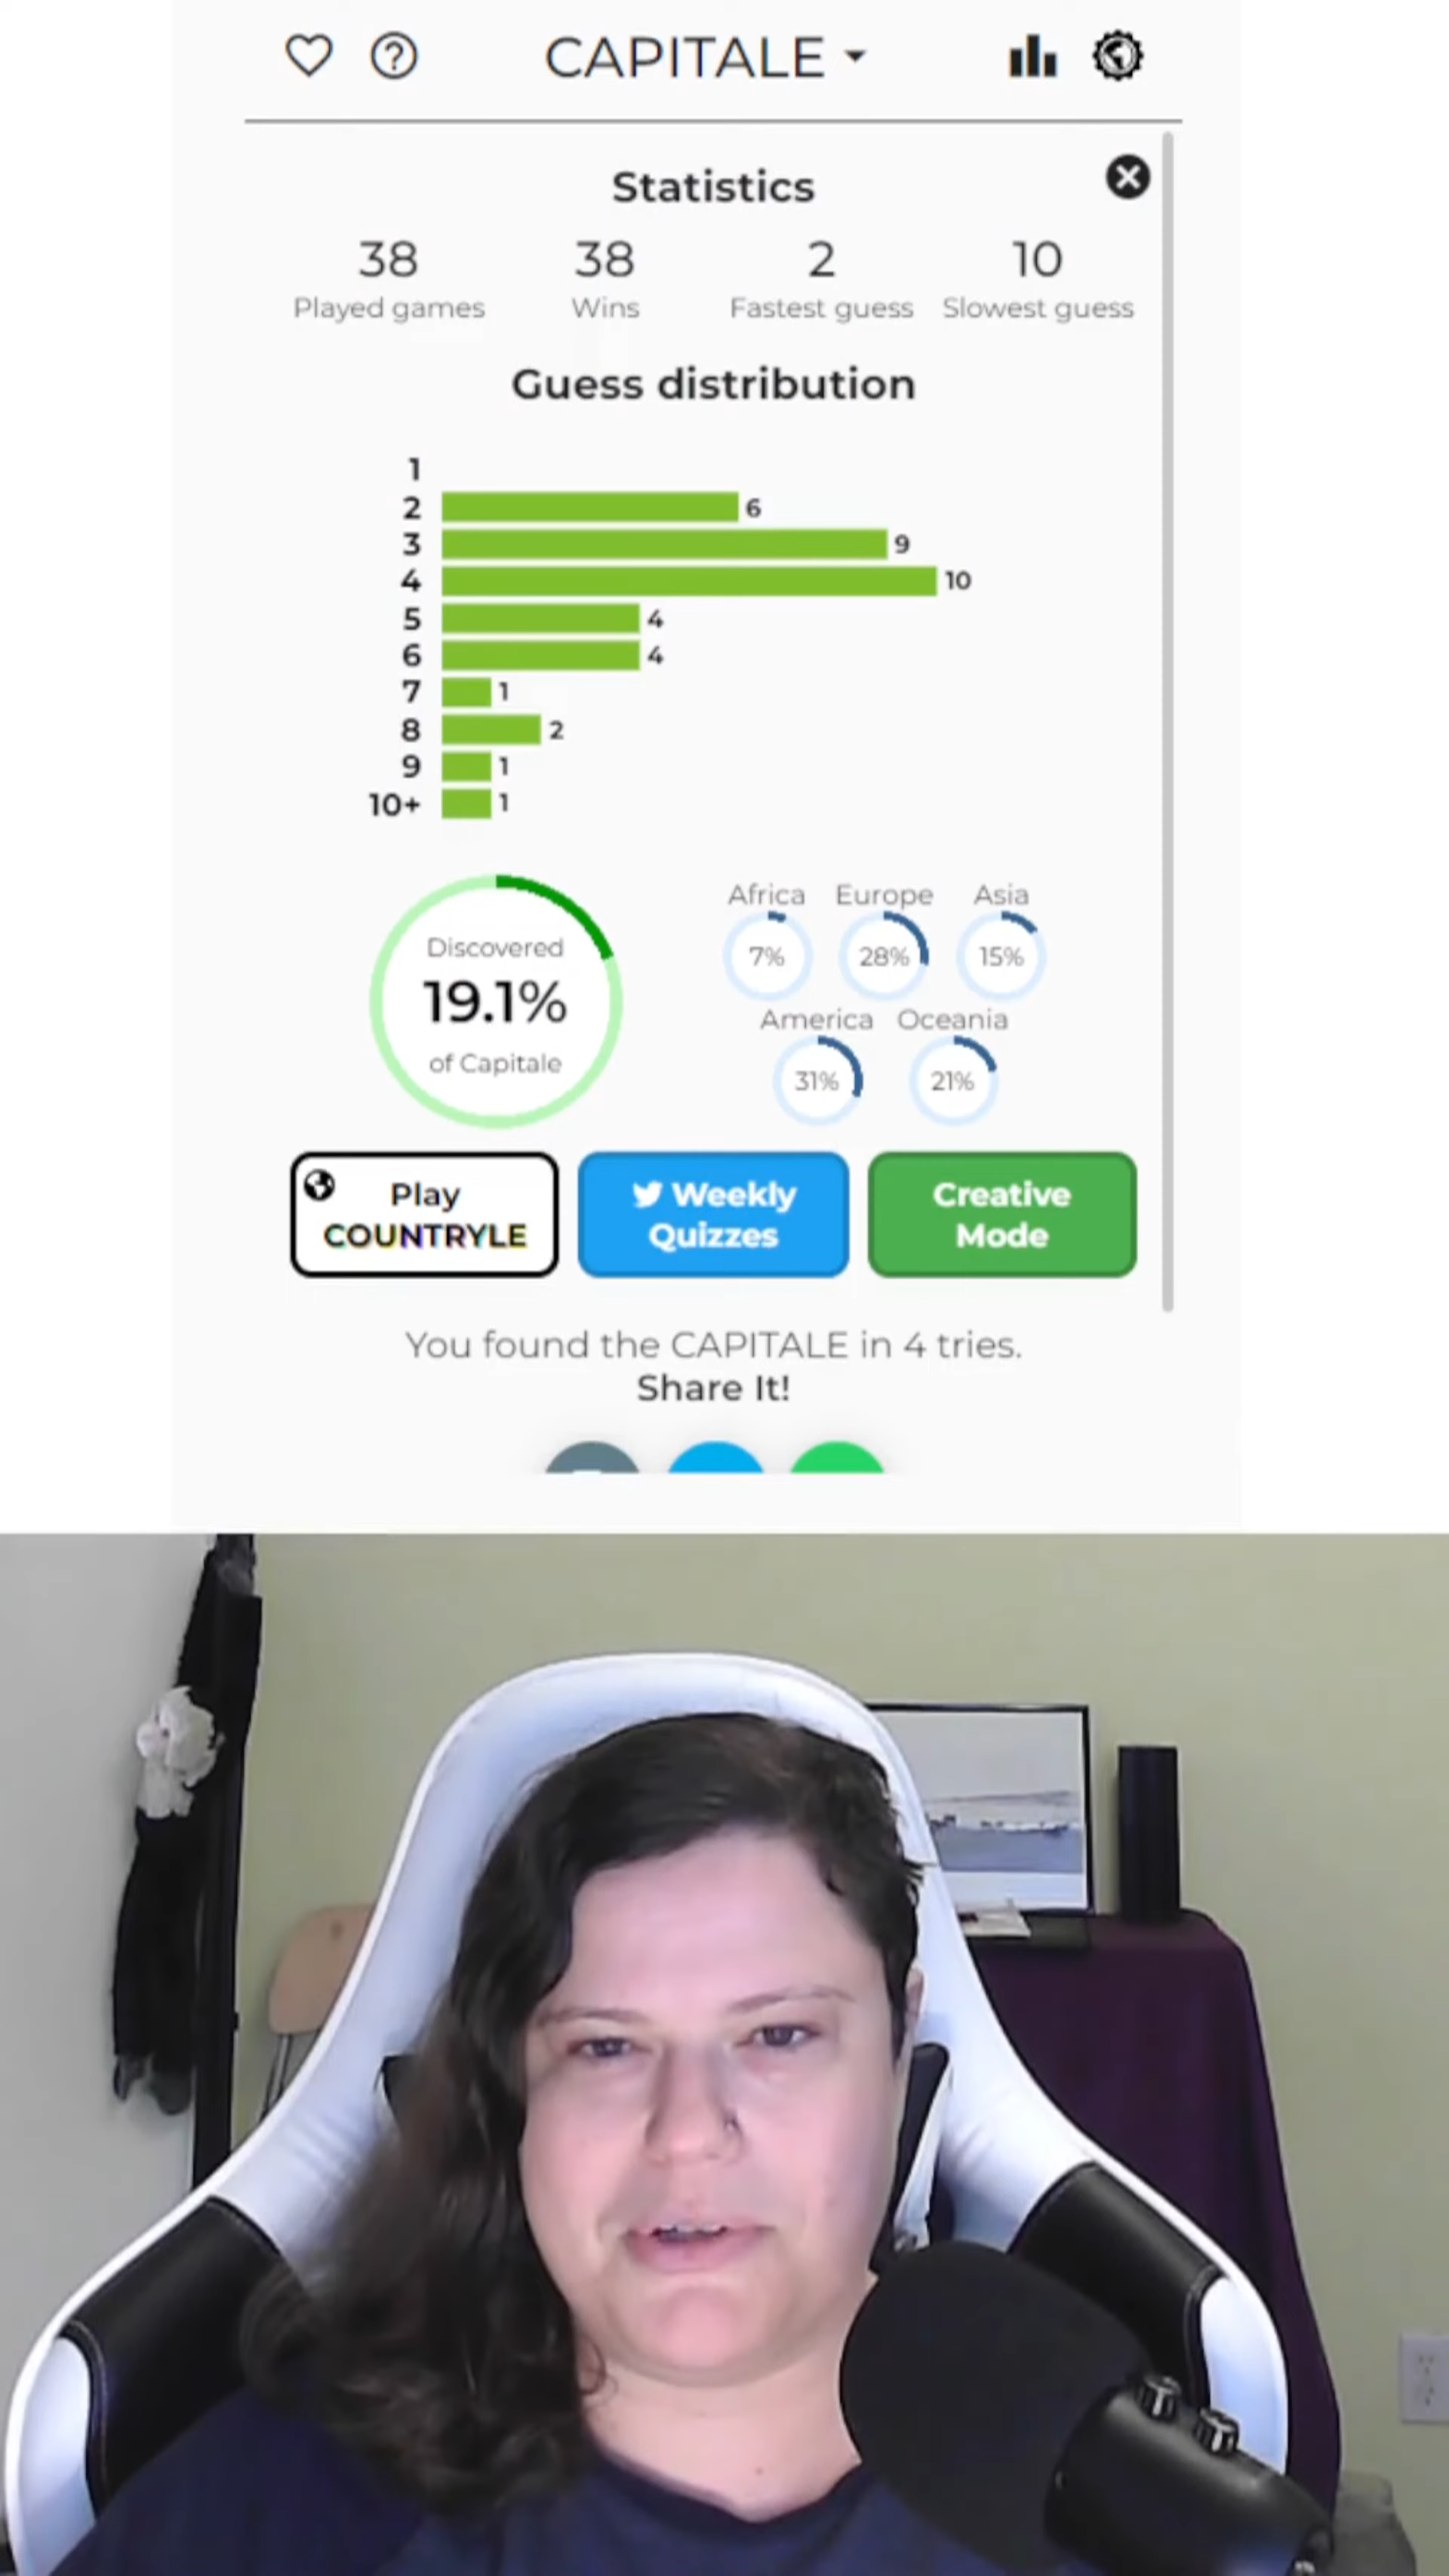 CAPITALE
Statistics
38 38 2 10
Played games Wins Fastest guess Slowest guess
Guess distribution
1
2 6
3 9
4 10
5 4
6 4
7 1
8 2
9 1
10+ 1
Discovered
19.1%
of Capitale
Africa Europe Asia
7% 28% 15%
America Oceania
31% 21%
Play
COUNTRYLE
Weekly
Quizzes
Creative
Mode
You found the CAPITALE in 4 tries.
Share It!